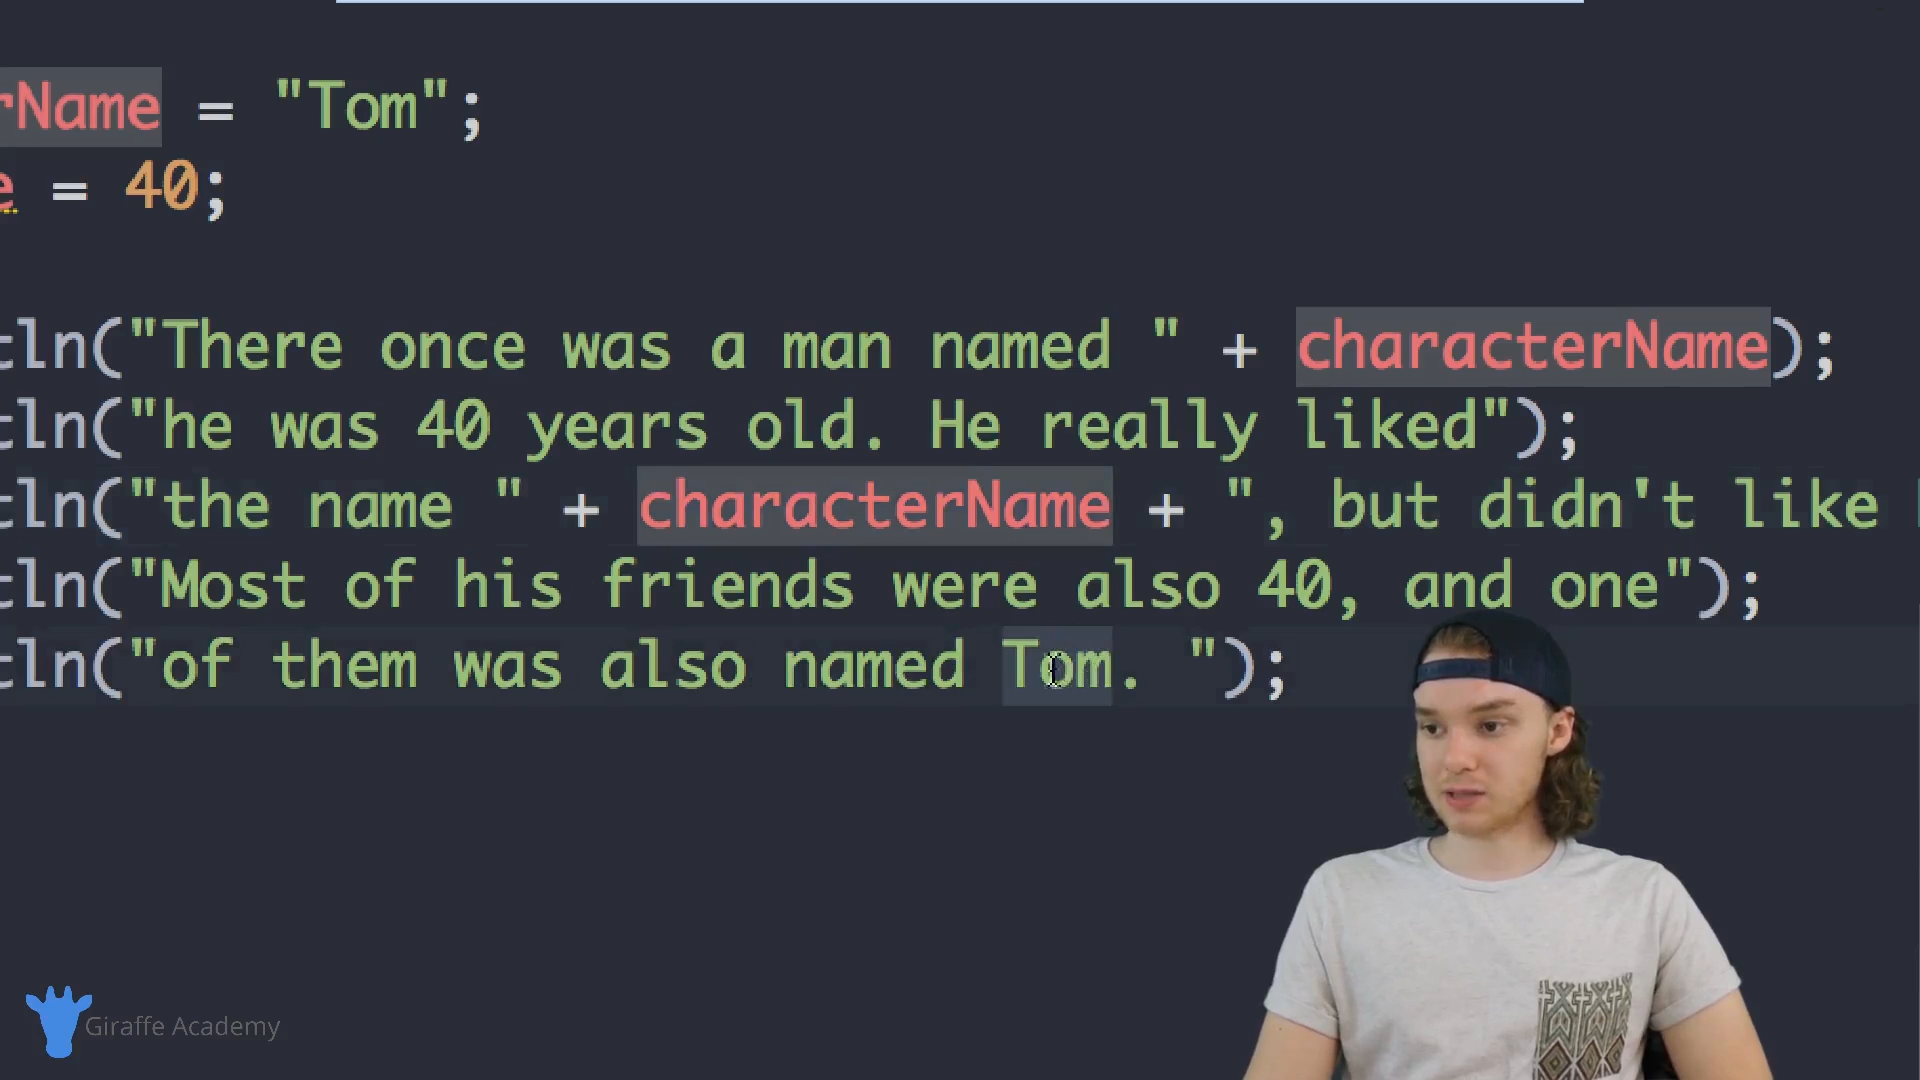 rName = "Tom";
e = 40;
tln("There once was a man named " + characterName);
tln("he was 40 years old. He really liked");
tln("the name " + characterName + ", but didn't like
tln("Most of his friends were also 40, and one");
tln("of them was also named Tom. ");
Giraffe Academy